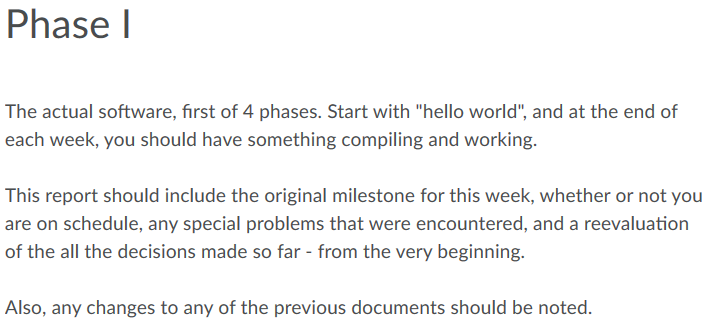 Phase I
The actual software, first of 4 phases. Start with "hello world", and at the end of
each week, you should have something compiling and working.
This report should include the original milestone for this week, whether or not you
are on schedule, any special problems that were encountered, and a reevaluation
of the all the decisions made so far - from the very beginning.
Also, any changes to any of the previous documents should be noted.